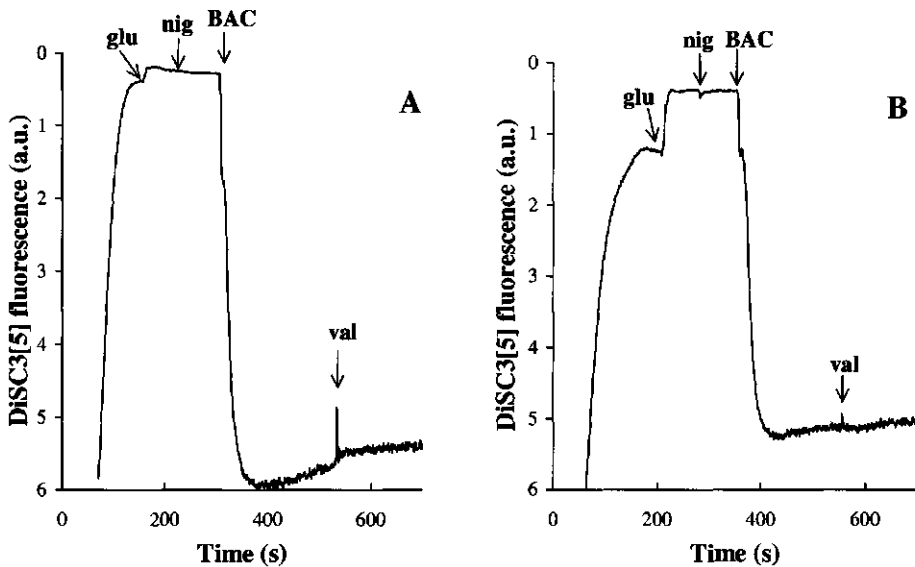 glu
nig
BAC
A
val
DiSC3[5] fluorescence (a.u.)
0
1
2
3
4
5
6
0 200 400 600
Time (s)
glu
nig
BAC
B
val
DiSC3[5] fluorescence (a.u.)
0
1
2
3
4
5
6
0 200 400 600
Time (s)